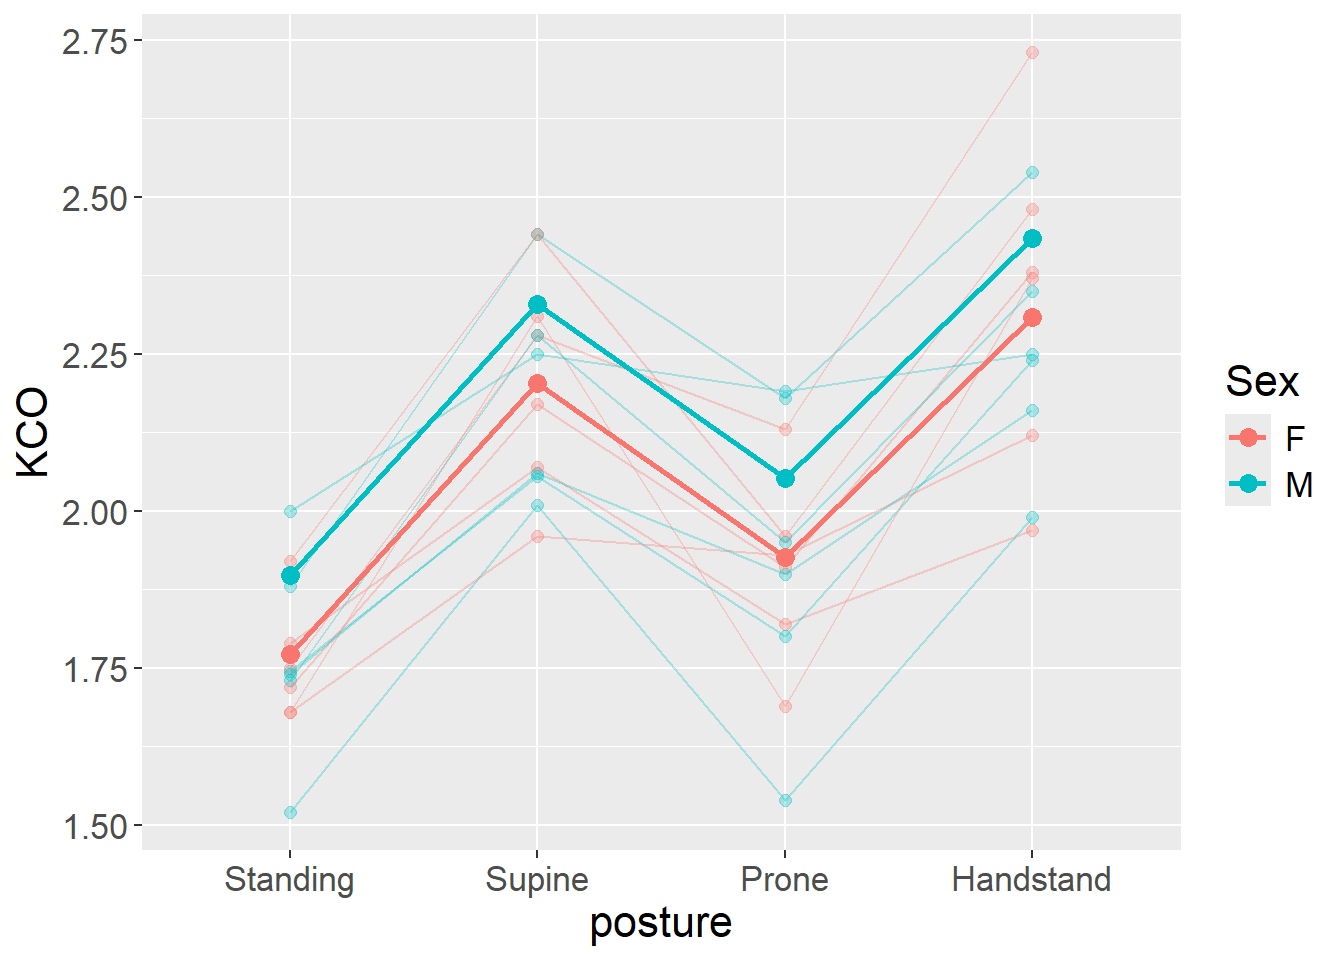 2.75
2.50
2.25
2.00
1.75
1.50
KCO
Standing Supine Prone Handstand
posture
Sex
F
M